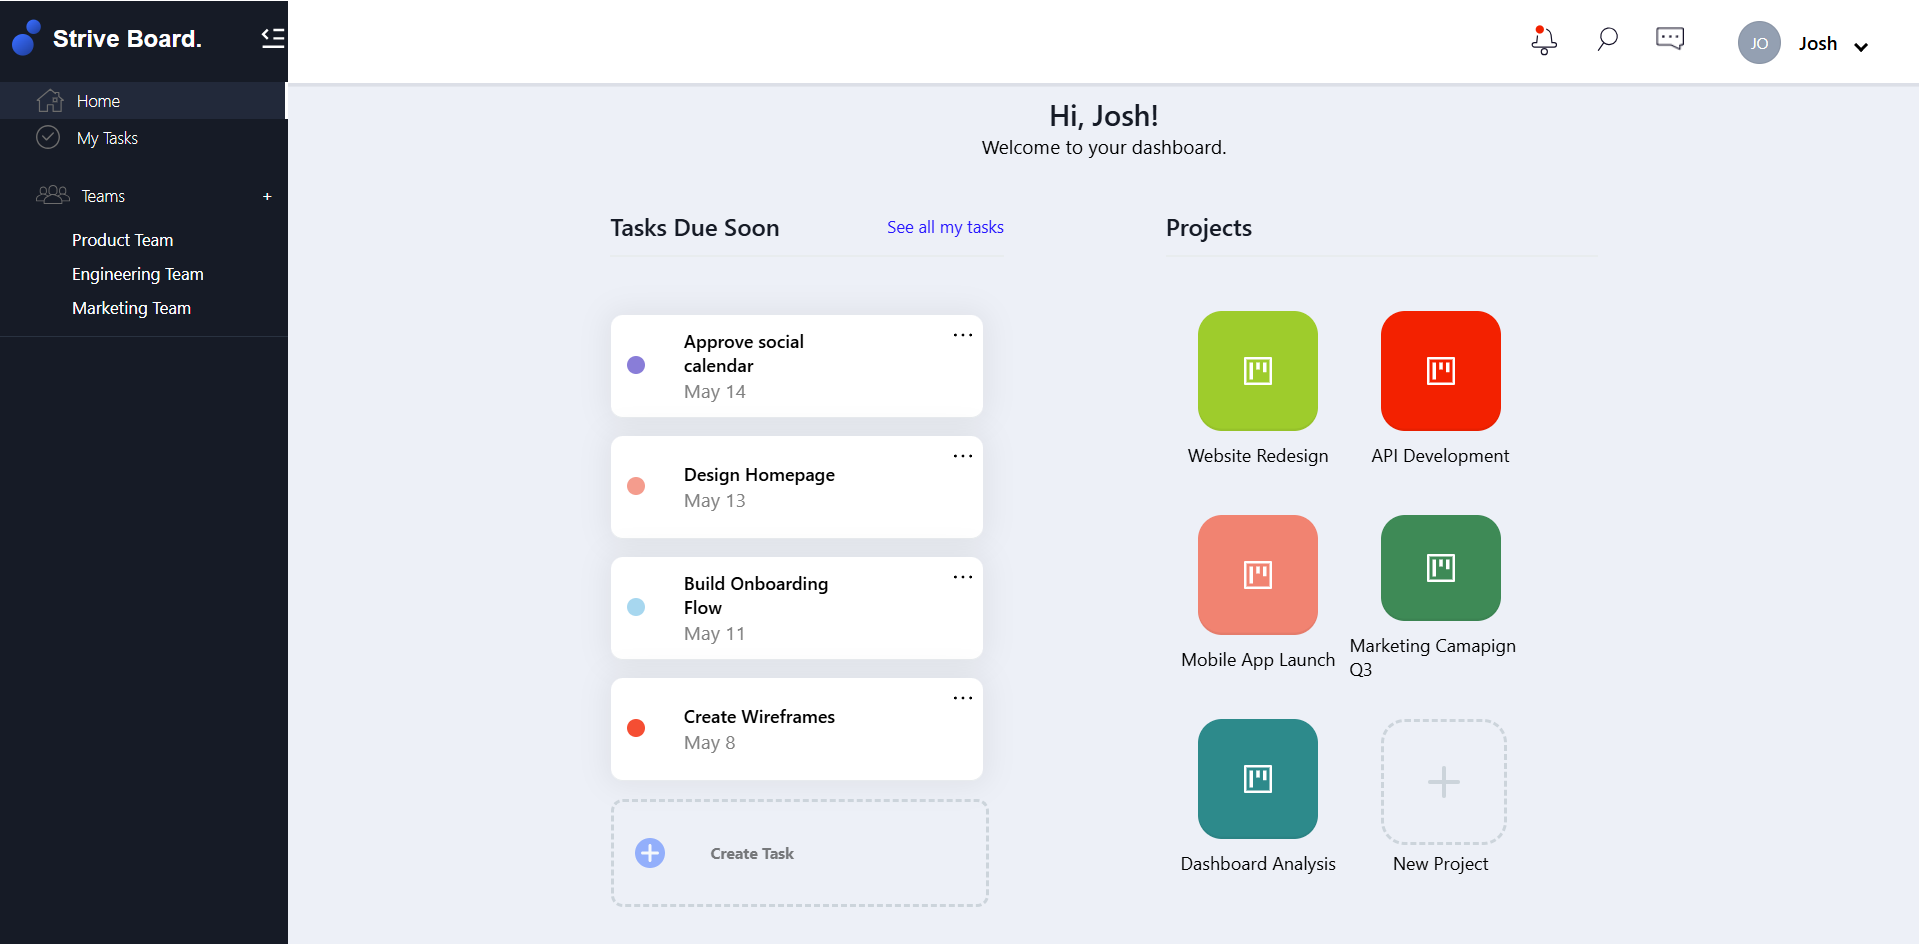 Strive Board.
Home
My Tasks
Teams
+
Product Team
Engineering Team
Marketing Team
JO
Josh
Hi, Josh!
Welcome to your dashboard.
Tasks Due Soon
See all my tasks
Approve social
calendar
May 14
Design Homepage
May 13
Build Onboarding
Flow
May 11
Create Wireframes
May 8
Create Task
Projects
Website Redesign
API Development
Mobile App Launch
Marketing Camapign
Q3
Dashboard Analysis
New Project